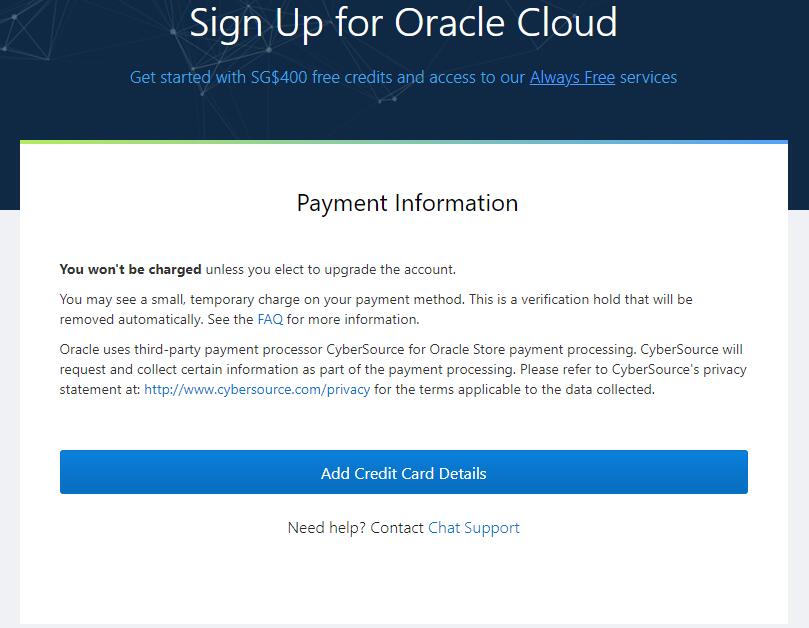 Sign Up for Oracle Cloud
Get started with SG$400 free credits and access to our Always Free services
Payment Information
You won't be charged unless you elect to upgrade the account.
You may see a small, temporary charge on your payment method. This is a verification hold that will be
removed automatically. See the FAQ for more information.
Oracle uses third-party payment processor CyberSource for Oracle Store payment processing. CyberSource will
request and collect certain information as part of the payment processing. Please refer to CyberSource's privacy
statement at: http://www.cybersource.com/privacy for the terms applicable to the data collected.
Add Credit Card Details
Need help? Contact Chat Support